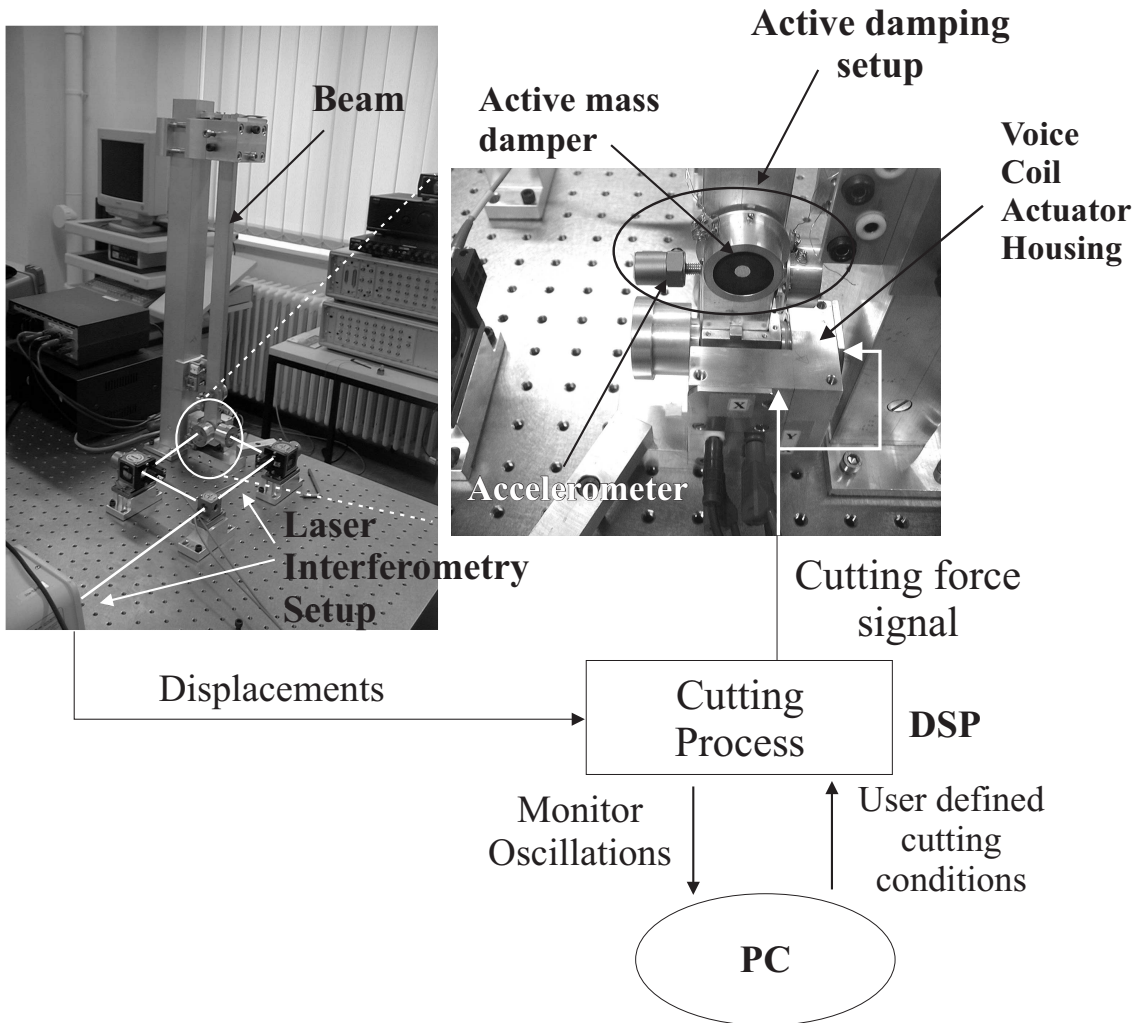 Active damping
setup
Beam
Active mass
damper
Voice
Coil
Actuator
Housing
X
Y
Accelerometer
Laser
Interferometry
Setup
Cutting force
signal
Displacements
Cutting
Process
DSP
Monitor
Oscillations
User defined
cutting
conditions
PC